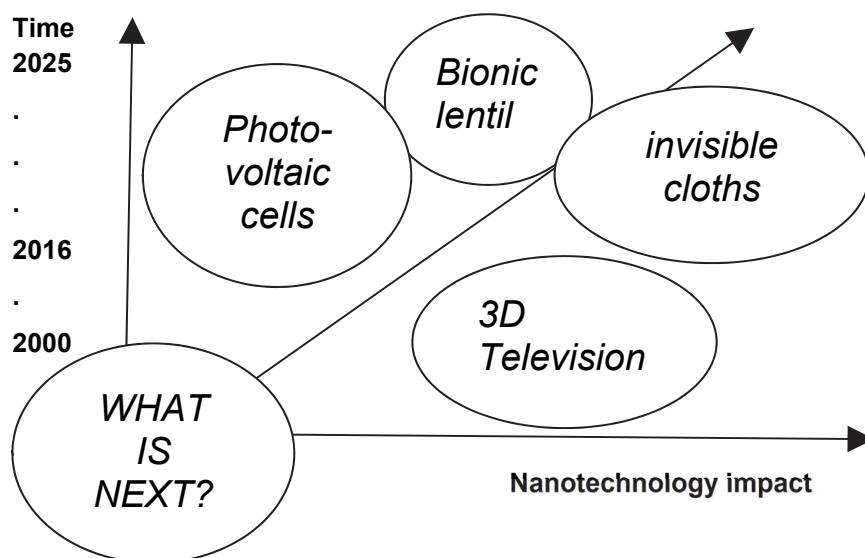 Time
2025
.
.
.
2016
.
2000
Bionic
lentil
Photo-
voltaic
cells
invisible
cloths
3D
Television
WHAT
IS
NEXT?
Nanotechnology impact